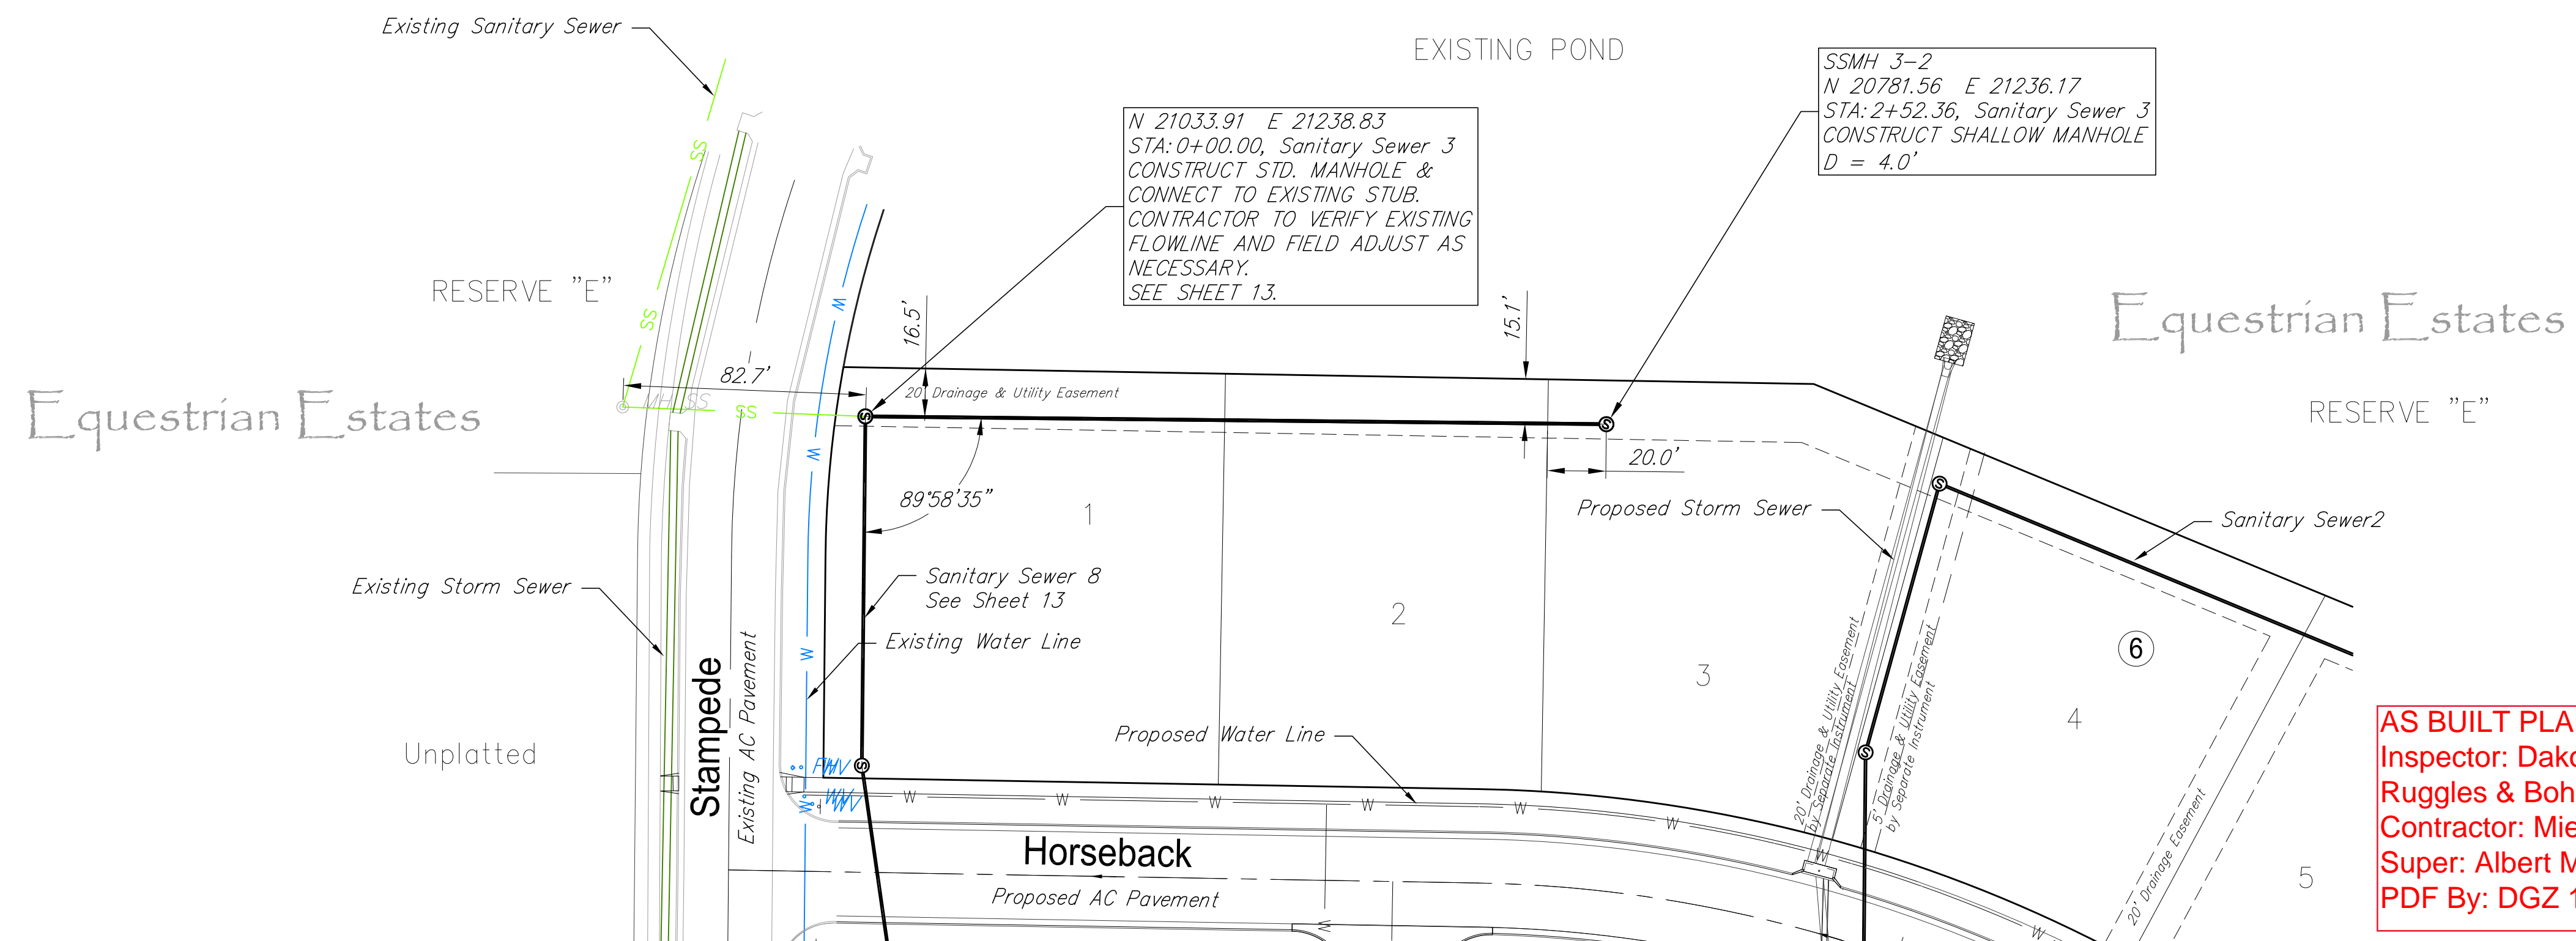 Existing Sanitary Sewer
EXISTING POND
SSMH 3-2
N 20781.56 E 21236.17
STA:2+52.36, Sanitary Sewer 3
CONSTRUCT SHALLOW MANHOLE
D = 4.0'
N 21033.91 E 21238.83
STA:0+00.00, Sanitary Sewer 3
CONSTRUCT STD. MANHOLE &
CONNECT TO EXISTING STUB.
CONTRACTOR TO VERIFY EXISTING
FLOWLINE AND FIELD ADJUST AS
NECESSARY.
SEE SHEET 13.
SS
SS
W
RESERVE "E"
16.5'
15.1'
Equestrian Estates
82.7'
20' Drainage & Utility Easement
MH SS
SS
S
S
Equestrian Estates
RESERVE "E"
W
20.0'
89°58'35"
1
Proposed Storm Sewer
S
Sanitary Sewer2
Existing Storm Sewer
Sanitary Sewer 8
See Sheet 13
Existing Water Line
W
2
3
4
5
6
20' Drainage & Utility Easement
by Separate Instrument
5' Drainage & Utility Easement
by Separate Instrument
20' Drainage Easement
Stampede
Existing AC Pavement
Unplatted
Proposed Water Line
S
S
W W W W W W
W
W
W
Horseback
Proposed AC Pavement
AS BUILT PLA
Inspector: Dako
Ruggles & Boh
Contractor: Mie
Super: Albert M
PDF By: DGZ 1